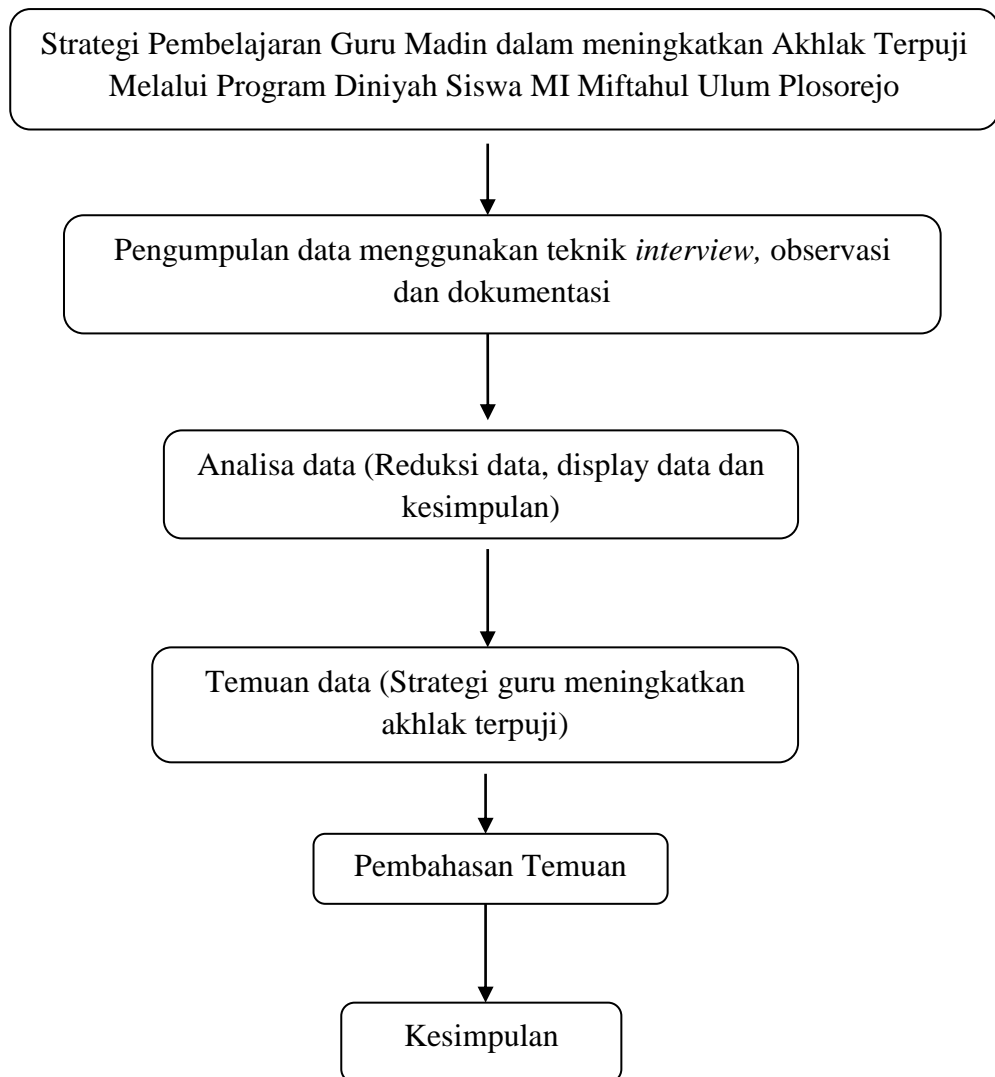 Strategi Pembelajaran Guru Madin dalam meningkatkan Akhlak Terpuji
Melalui Program Diniyah Siswa MI Miftahul Ulum Plosorejo
Pengumpulan data menggunakan teknik interview, observasi
dan dokumentasi
Analisa data (Reduksi data, display data dan
kesimpulan)
Temuan data (Strategi guru meningkatkan
akhlak terpuji)
Pembahasan Temuan
Kesimpulan